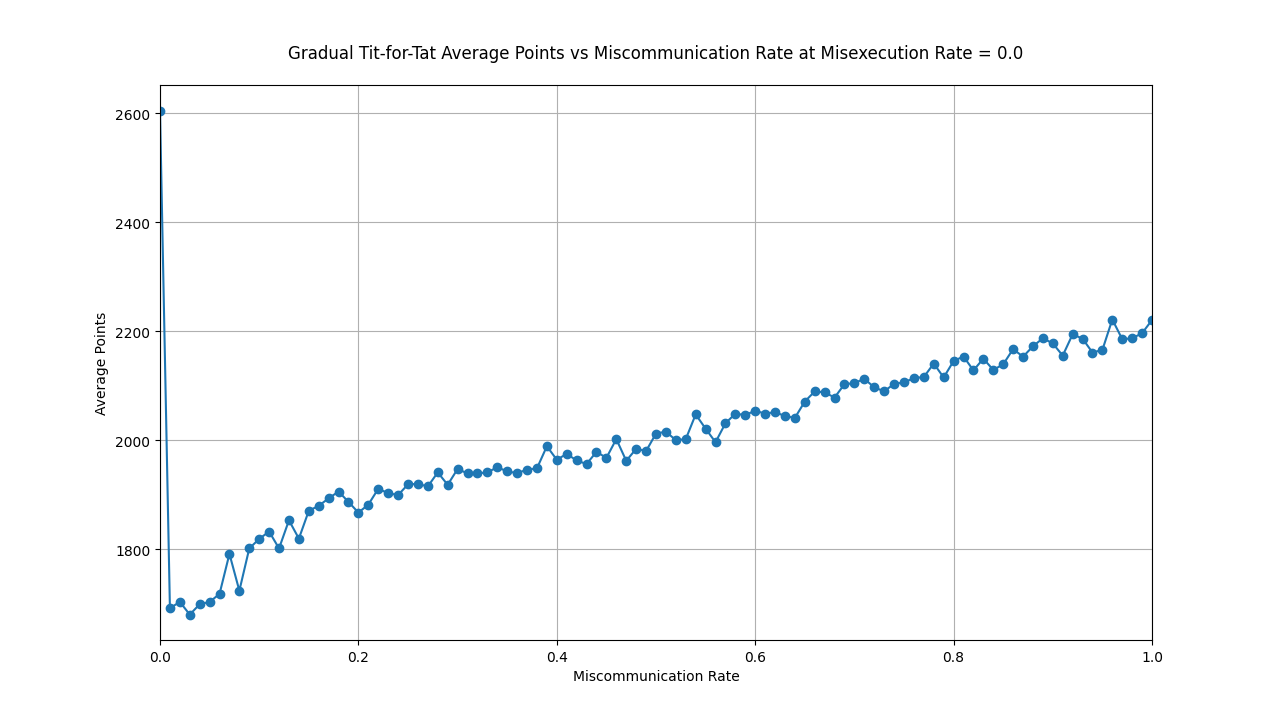 Gradual Tit-for-Tat Average Points vs Miscommunication Rate at Misexecution Rate = 0.0
2600
2400
2200
2000
1800
Average Points
0.0 0.2 0.4 0.6 0.8 1.0
Miscommunication Rate